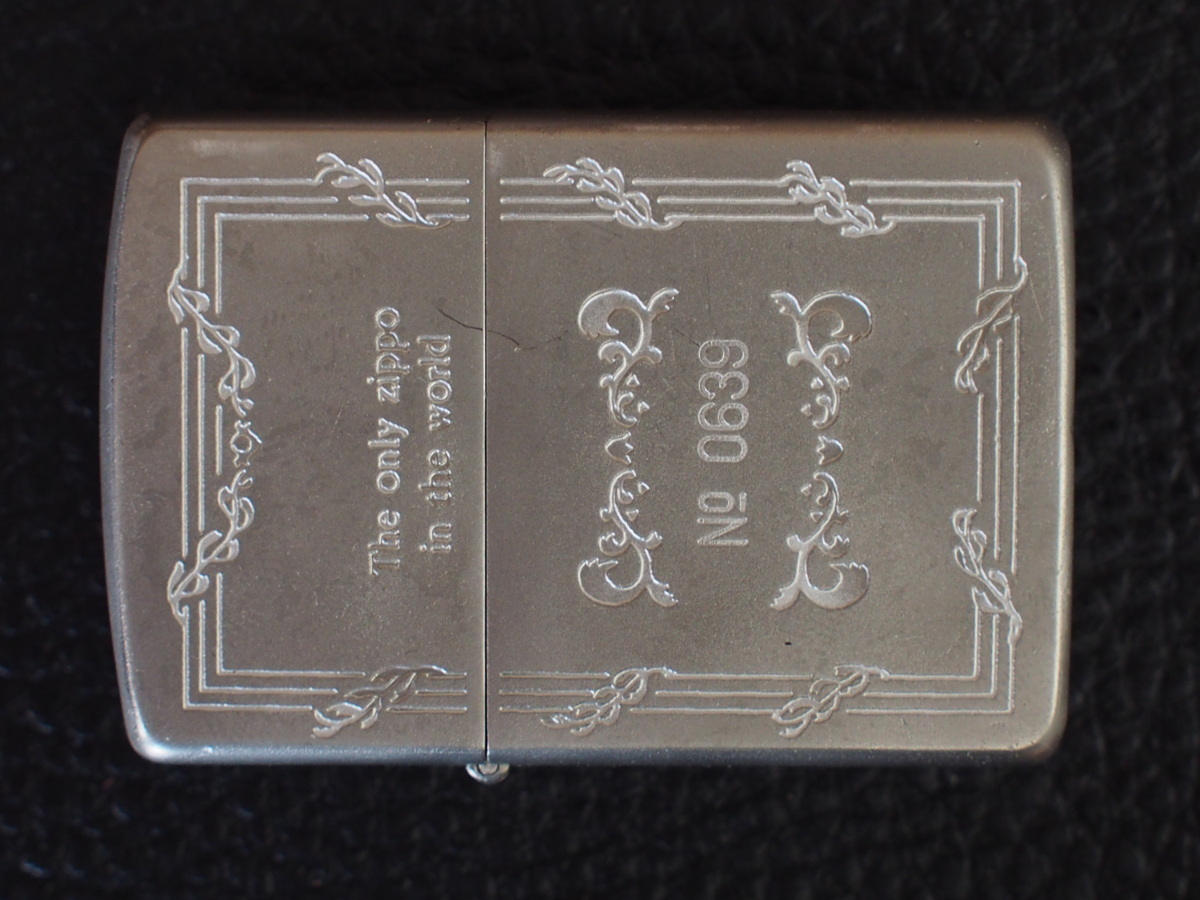 The only zippo
in the world
№ 0639